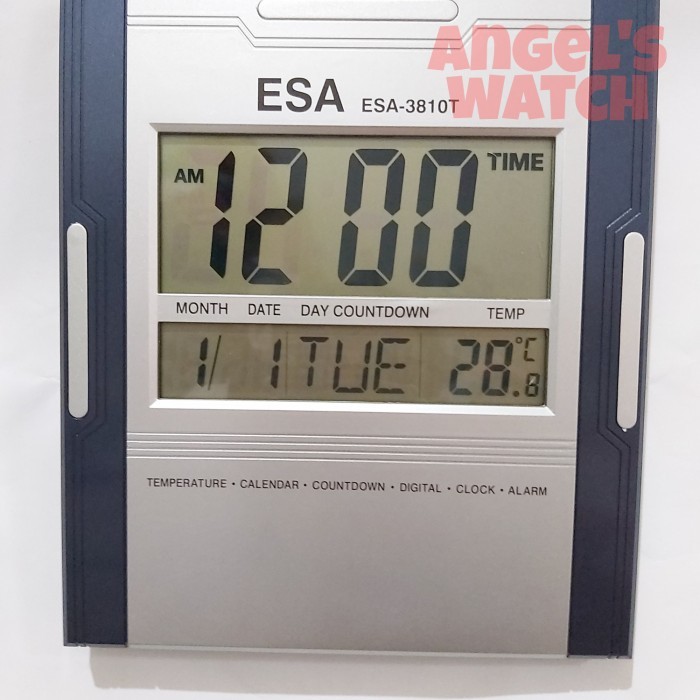 ANGEL'S
WATCH
ESA ESA-3810T
AM 12 00 TIME
MONTH DATE DAY COUNTDOWN TEMP
1/ 1 TUE 28.8 °C
TEMPERATURE • CALENDAR • COUNTDOWN • DIGITAL • CLOCK • ALARM